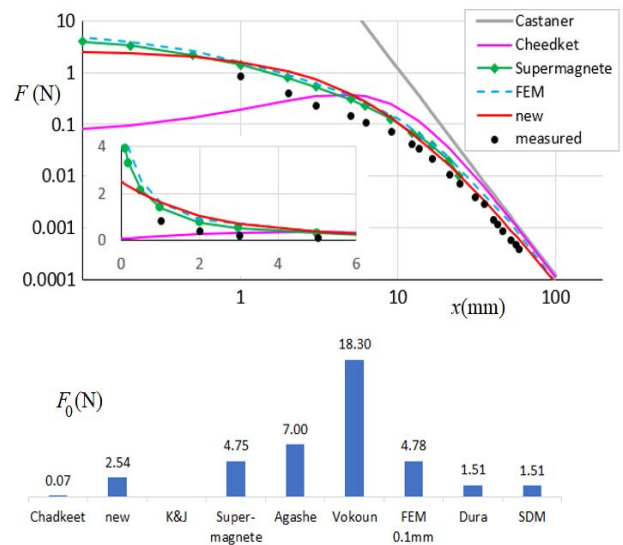 10
1
0.1
0.01
0.001
0.0001
F (N)
1
10
100
x(mm)
Castaner
Cheedket
Supermagnete
FEM
new
measured
4
2
0
0
2
4
6
F0(N)
0.07
2.54
4.75
7.00
18.30
4.78
1.51
1.51
Chadkeet
new
K&J
Super-
magnete
Agashe
Vokoun
FEM
0.1mm
Dura
SDM